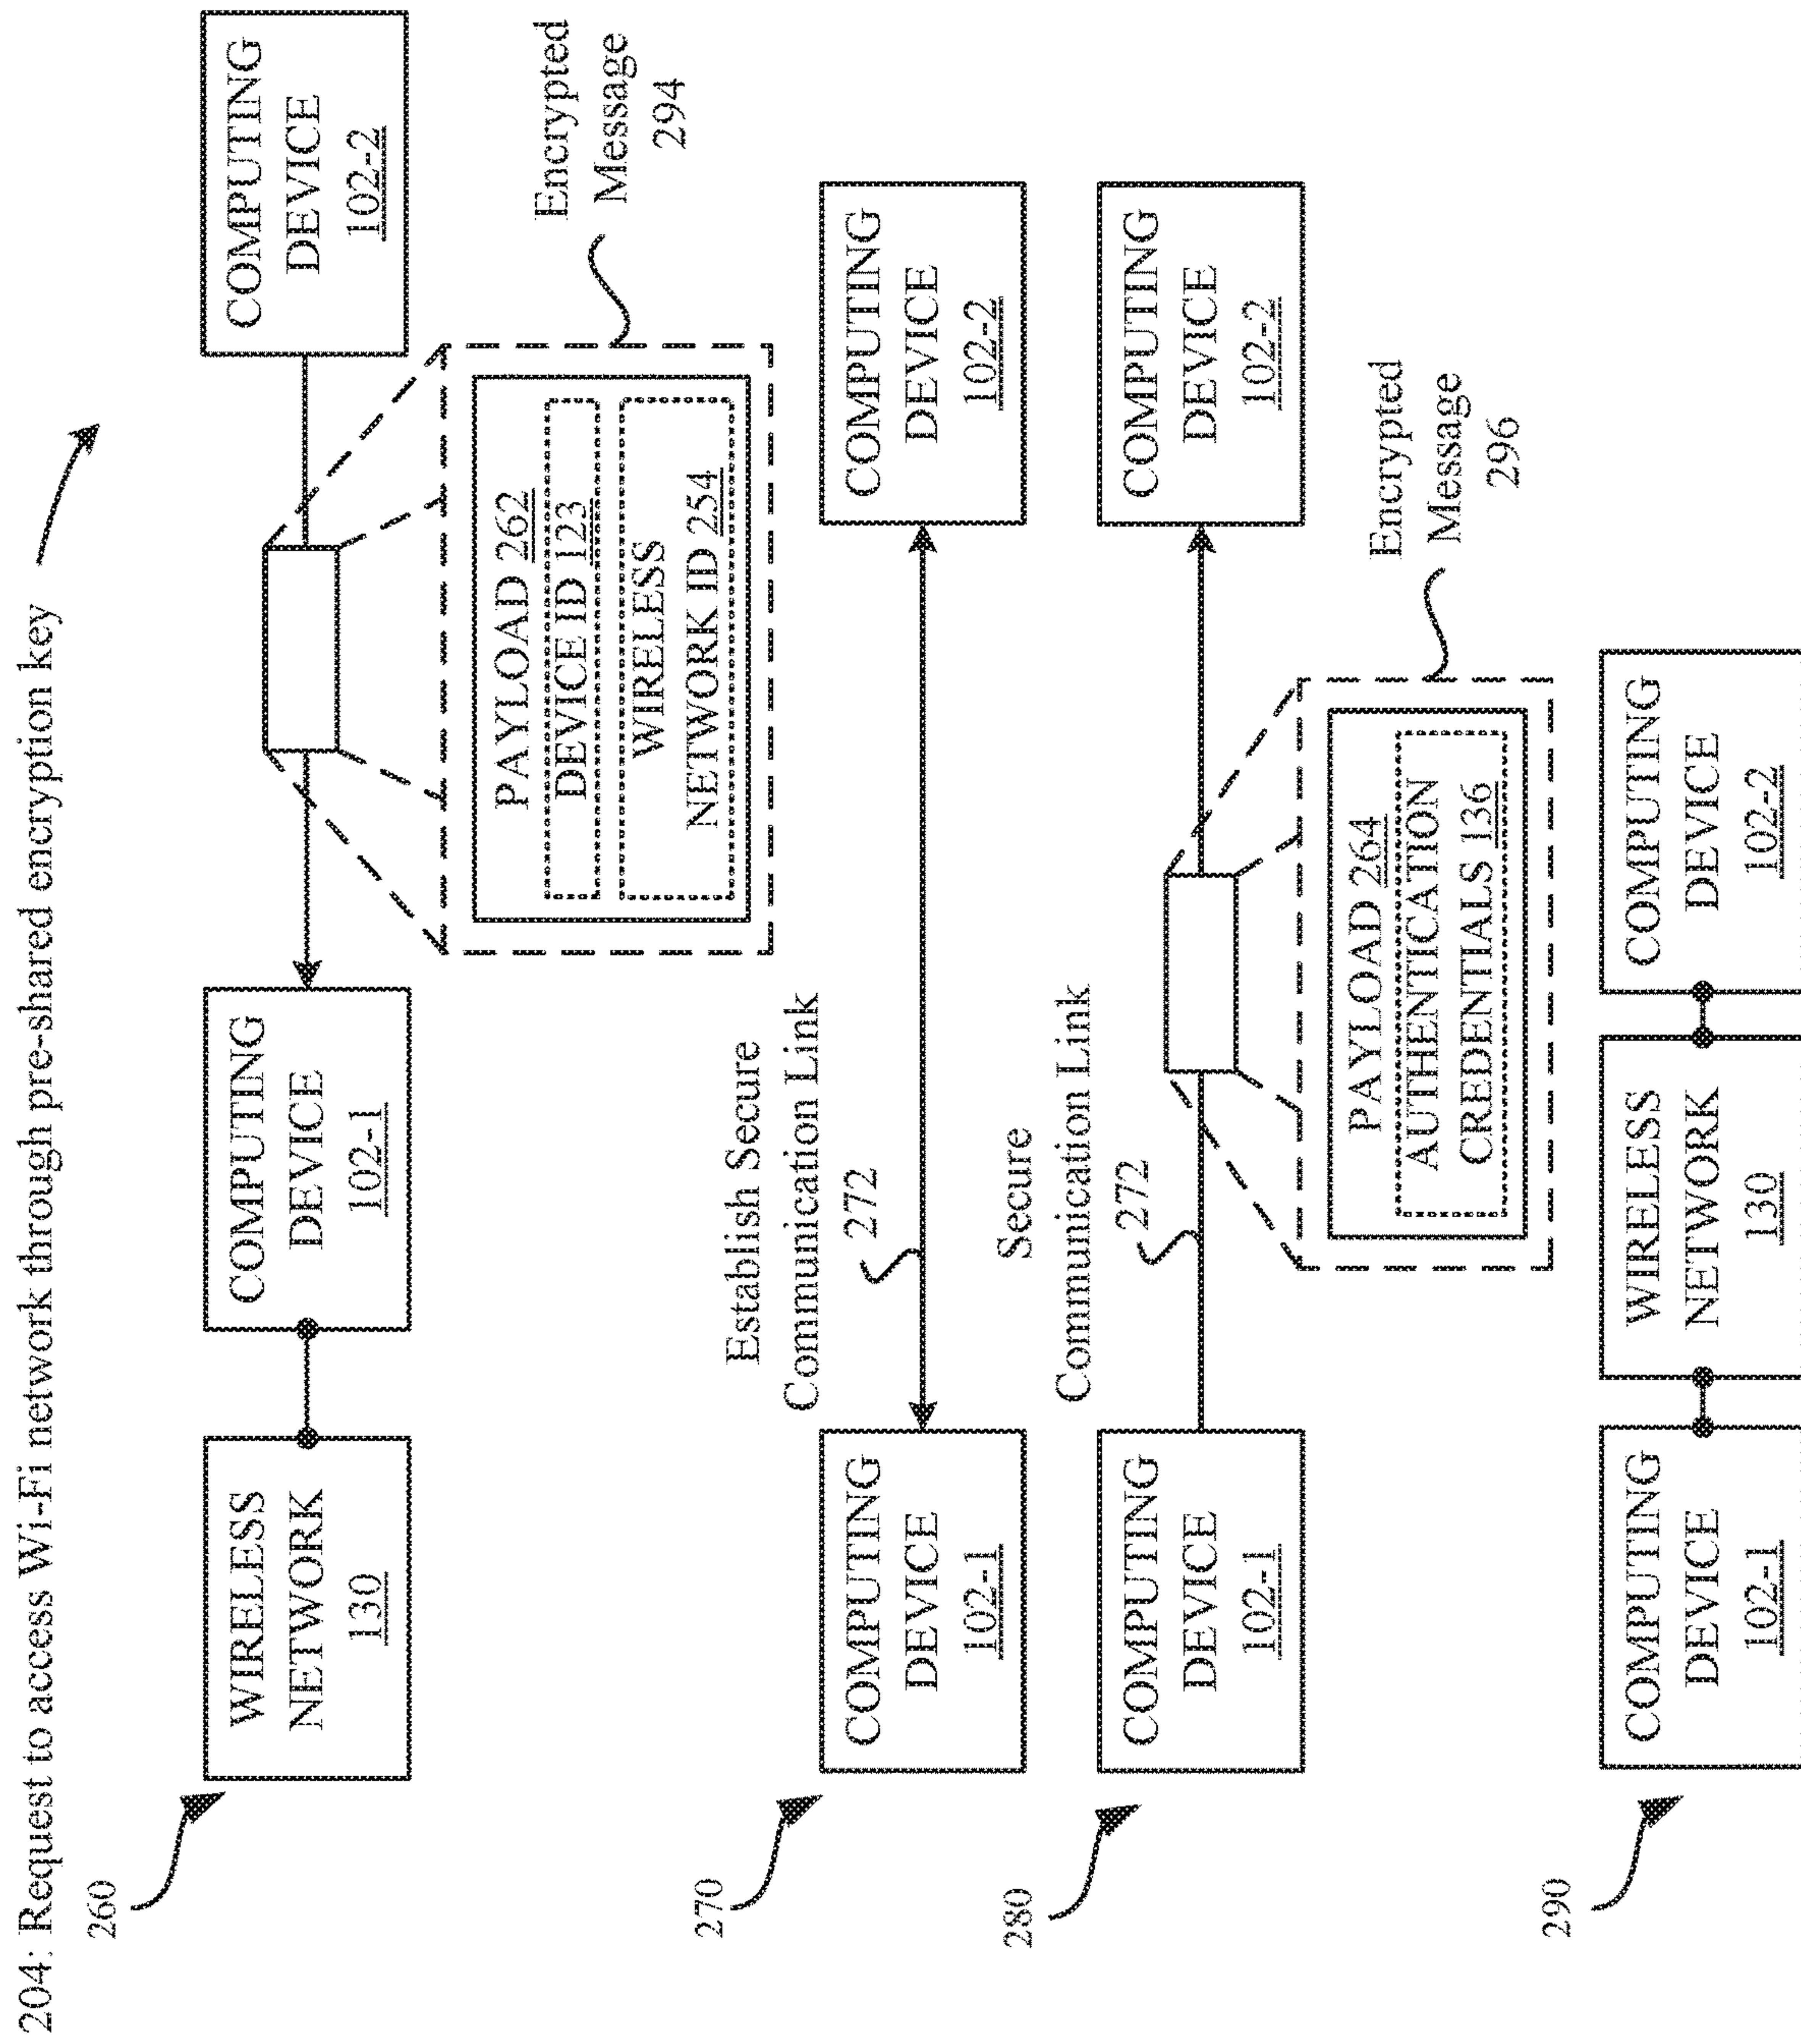 204: Request to access Wi-Fi network through pre-shared encryption key
260
WIRELESS
NETWORK
130
COMPUTING
DEVICE
102-1
COMPUTING
DEVICE
102-2
PAYLOAD 262
DEVICE ID 123
WIRELESS
NETWORK ID 254
Encrypted
Message
294
270
COMPUTING
DEVICE
102-1
Establish Secure
Communication Link
272
COMPUTING
DEVICE
102-2
280
COMPUTING
DEVICE
102-1
Secure
Communication Link
272
COMPUTING
DEVICE
102-2
PAYLOAD 264
AUTHENTICATION
CREDENTIALS 136
Encrypted
Message
296
290
COMPUTING
DEVICE
102-1
WIRELESS
NETWORK
130
COMPUTING
DEVICE
102-2